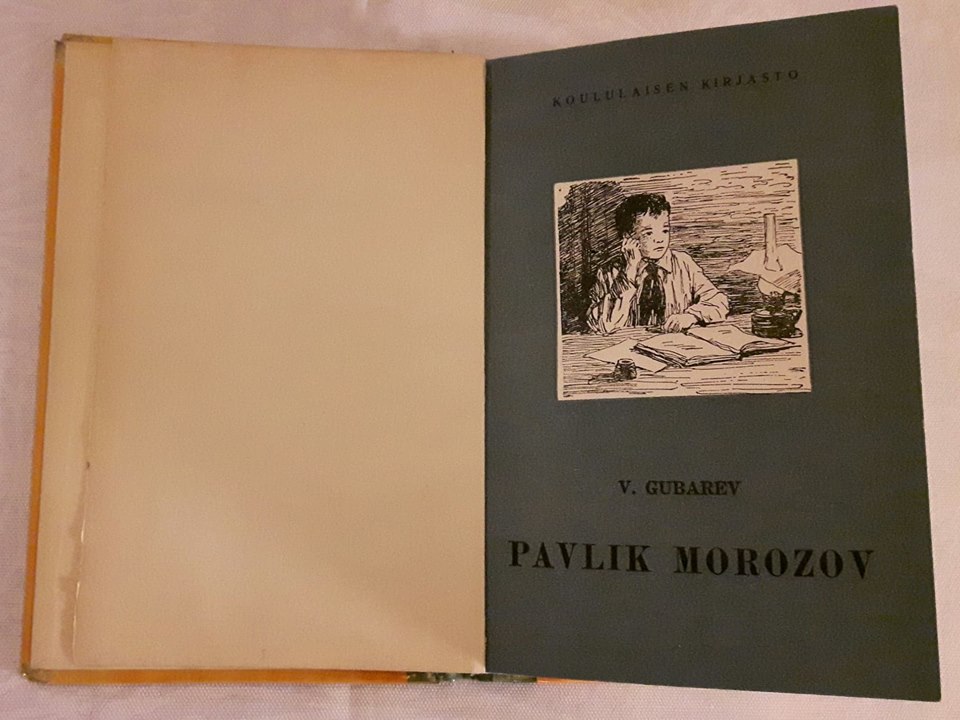 KOULULAISEN KIRJASTO
V. GUBAREV
PAVLIK MOROZOV